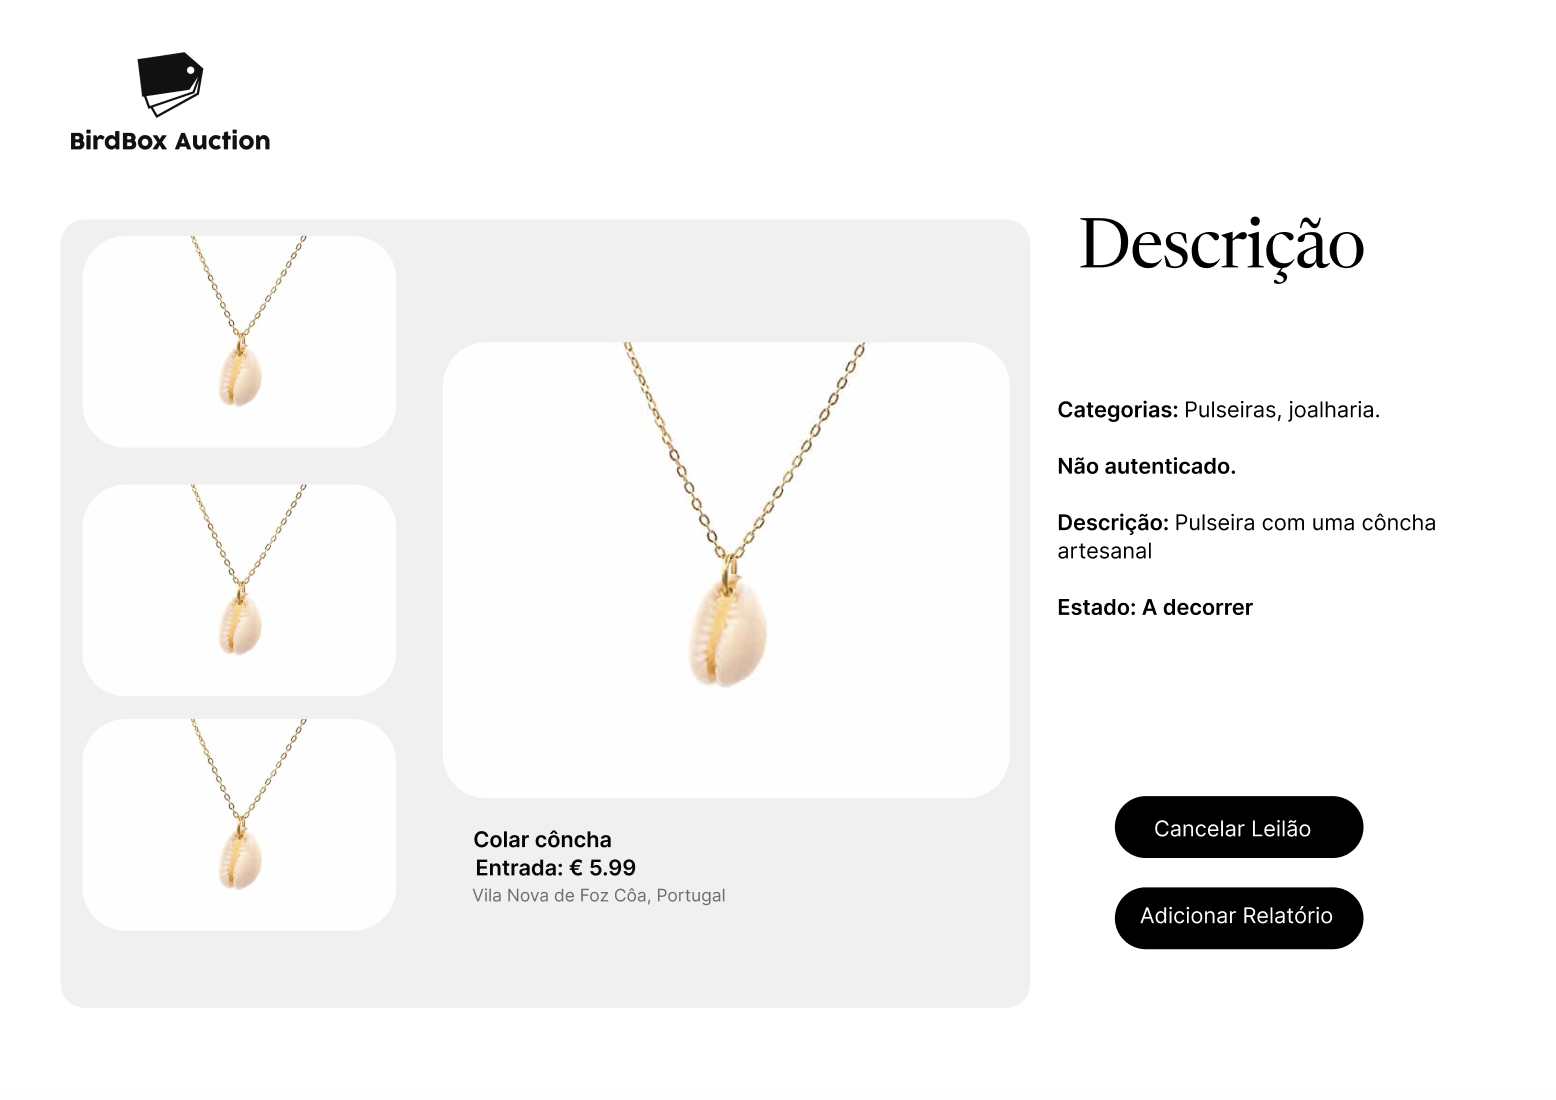 BirdBox Auction
Descrição
Categorias: Pulseiras, joalharia.
Não autenticado.
Descrição: Pulseira com uma côncha
artesanal
Estado: A decorrer
Colar côncha
Entrada: € 5.99
Vila Nova de Foz Côa, Portugal
Cancelar Leilão
Adicionar Relatório